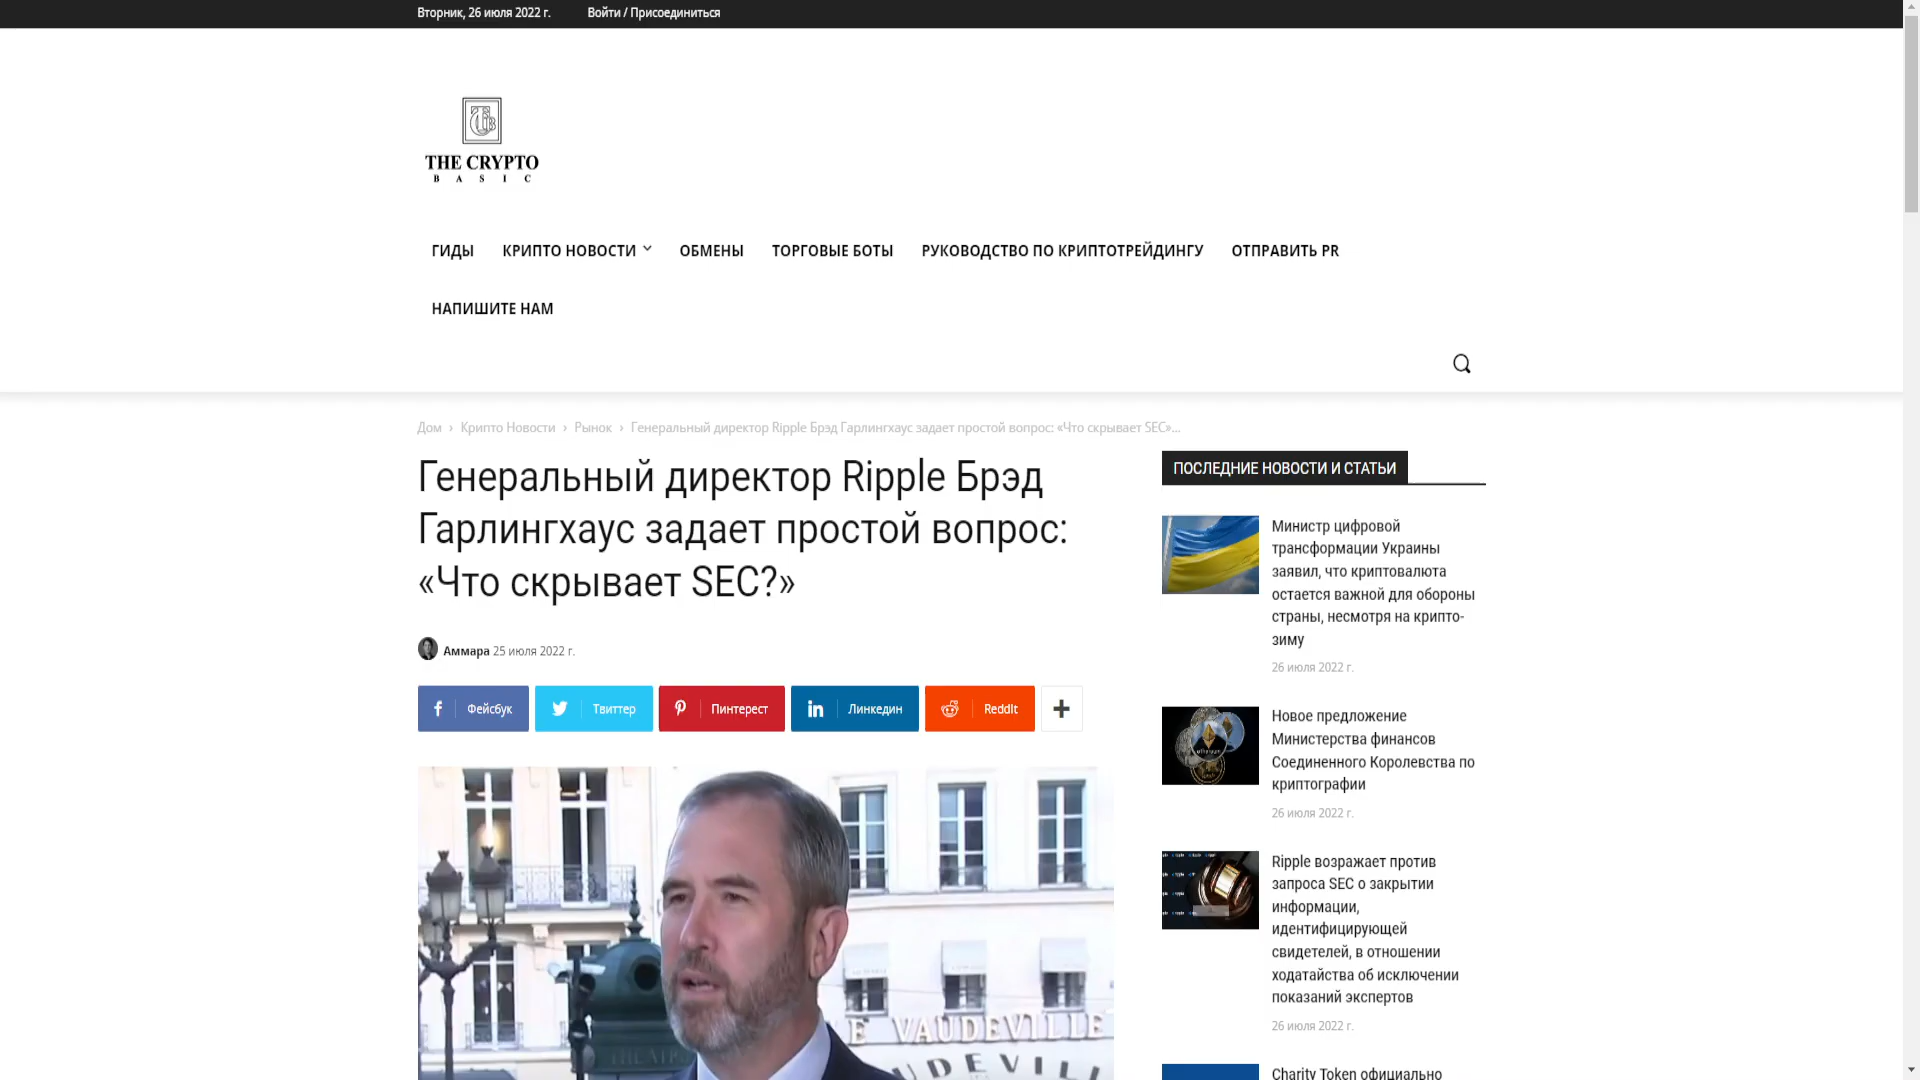 Вторник, 26 июля 2022 г.
Войти / Присоединиться
THE CRYPTO
BASIC
ГИДЫ
КРИПТО НОВОСТИ
ОБМЕНЫ
ТОРГОВЫЕ БОТЫ
РУКОВОДСТВО ПО КРИПТОТРЕЙДИНГУ
ОТПРАВИТЬ PR
НАПИШИТЕ НАМ
Дом › Крипто Новости › Рынок › Генеральный директор Ripple Брэд Гарлингхаус задает простой вопрос: «Что скрывает SEC»...
Генеральный директор Ripple Брэд
Гарлингхаус задает простой вопрос:
«Что скрывает SEC?»
Аммара 25 июля 2022 г.
Фейсбук
Твиттер
Пинтерест
Линкедин
ReddIt
THEATRE
E VAUDEVILLE
AUDEVILL
ПОСЛЕДНИЕ НОВОСТИ И СТАТЬИ
Министр цифровой
трансформации Украины
заявил, что криптовалюта
остается важной для обороны
страны, несмотря на крипто-
зиму
26 июля 2022 г.
Новое предложение
Министерства финансов
Соединенного Королевства по
криптографии
26 июля 2022 г.
Ripple возражает против
запроса SEC о закрытии
информации,
идентифицирующей
свидетелей, в отношении
ходатайства об исключении
показаний экспертов
26 июля 2022 г.
Charity Token официально